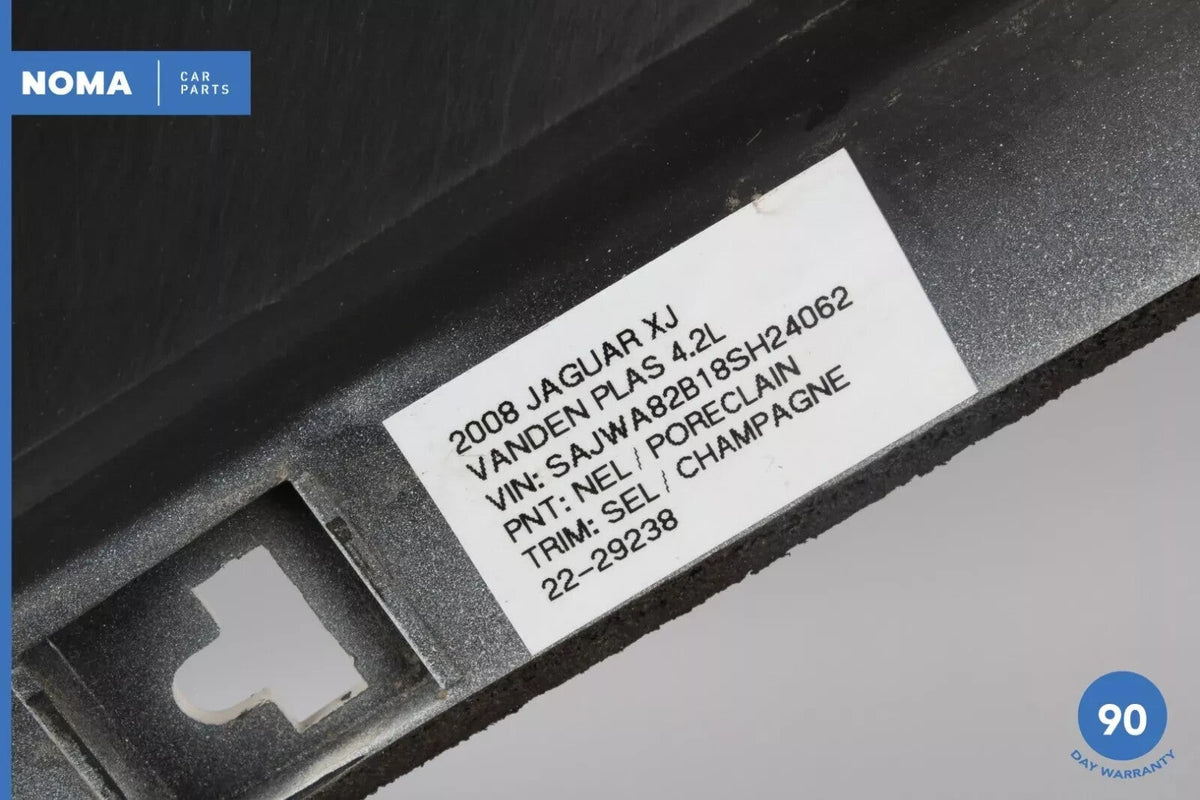 NOMA
CAR
PARTS
2008 JAGUAR XJ
VANDEN PLAS 4.2L
VIN: SAJWA82B18SH24062
PNT: NEL / PORECLAIN
TRIM: SEL / CHAMPAGNE
22-29238
90
DAY WARRANTY